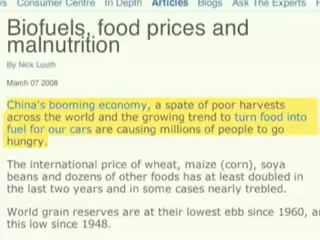 Consumer Centre In Depth Articles Blogs Ask The Experts
Biofuels, food prices and
malnutrition
By Nick Louth
March 07 2008
China's booming economy, a spate of poor harvests
across the world and the growing trend to turn food into
fuel for our cars are causing millions of people to go
hungry.
The international price of wheat, maize (corn), soya
beans and dozens of other foods has at least doubled in
the last two years and in some cases nearly trebled.
World grain reserves are at their lowest ebb since 1960, a
this low since 1948.